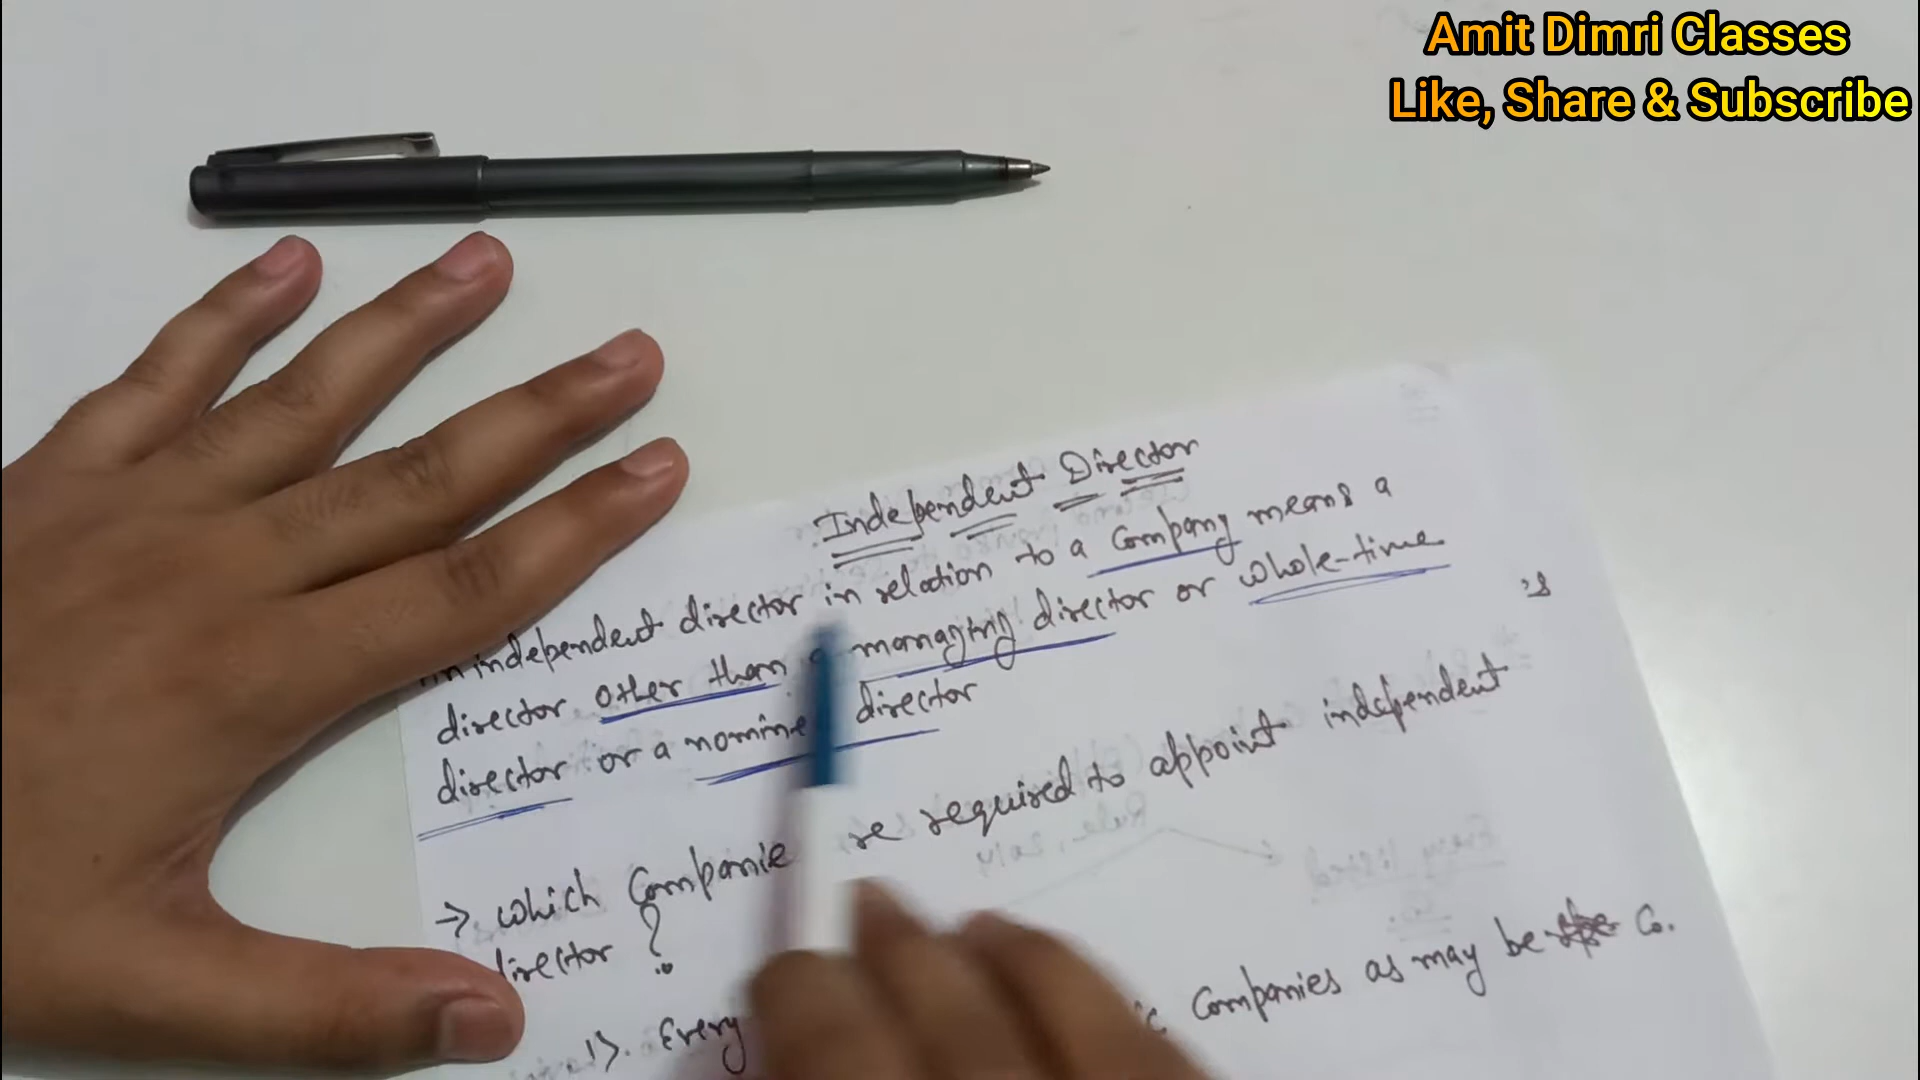 Amit Dimri Classes
Like, Share & Subscribe
Independent Director
independent director in relation to a Company means a
director other than a managing director or whole-time
director or a nominee director
's
→ which Companies are required to appoint independent
director ?
1). Every Companies as may be Co.